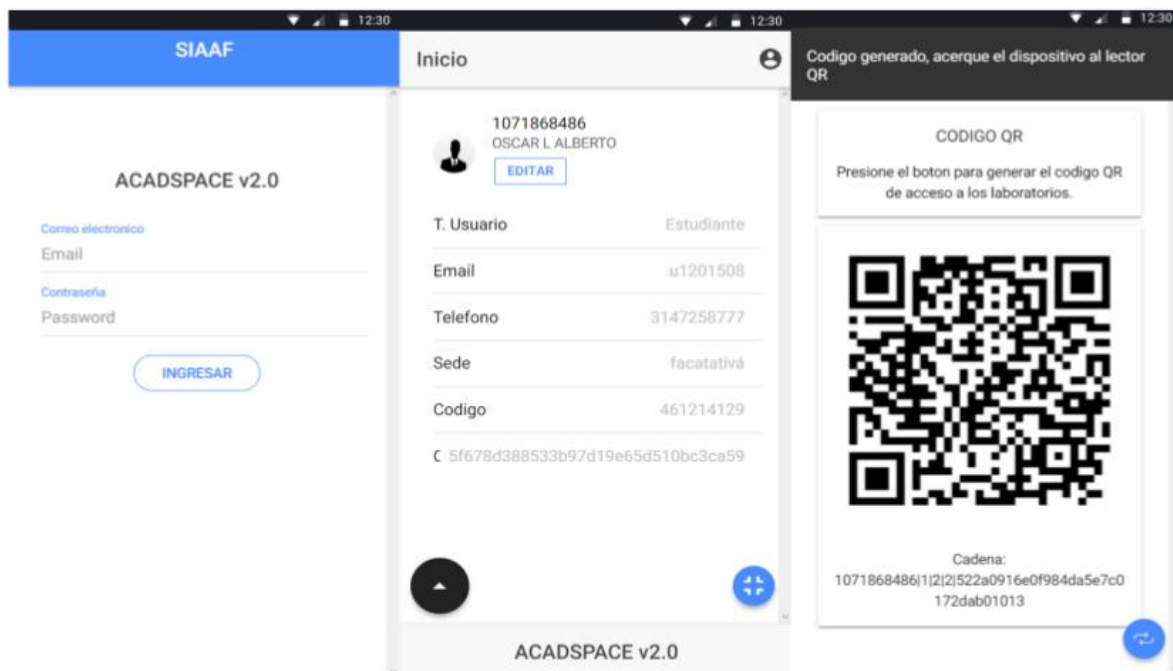 12:30
SIAAF
ACADSPACE v2.0
Correo electronico
Email
Contraseña
Password
INGRESAR
12:30
Inicio
1071868486
OSCAR L ALBERTO
EDITAR
T. Usuario Estudiante
Email u1201508
Telefono 3147258777
Sede facatativá
Codigo 461214129
C 5f678d388533b97d19e65d510bc3ca59
ACADSPACE v2.0
12:30
Codigo generado, acerque el dispositivo al lector
QR
CODIGO QR
Presione el boton para generar el codigo QR
de acceso a los laboratorios.
Cadena:
1071868486|1|2|2|522a0916e0f984da5e7c0
172dab01013